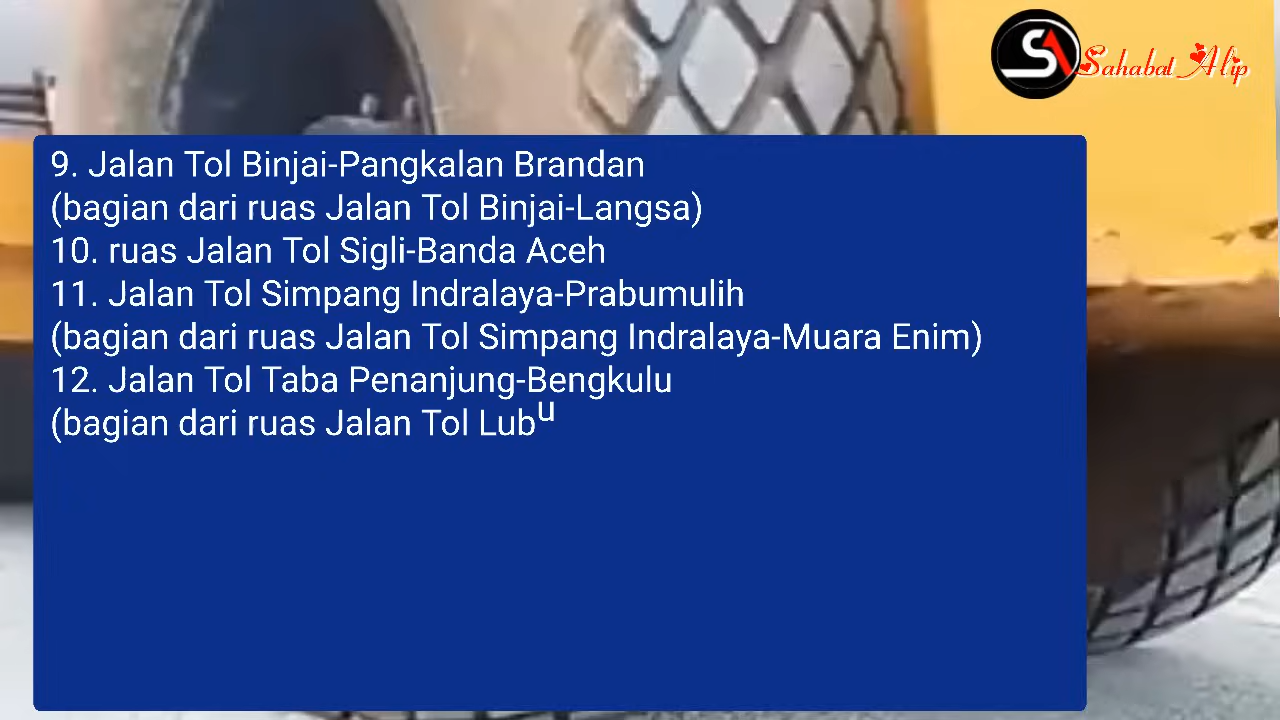 SA Sahabat Alip
9. Jalan Tol Binjai-Pangkalan Brandan
(bagian dari ruas Jalan Tol Binjai-Langsa)
10. ruas Jalan Tol Sigli-Banda Aceh
11. Jalan Tol Simpang Indralaya-Prabumulih
(bagian dari ruas Jalan Tol Simpang Indralaya-Muara Enim)
12. Jalan Tol Taba Penanjung-Bengkulu
(bagian dari ruas Jalan Tol Lubu